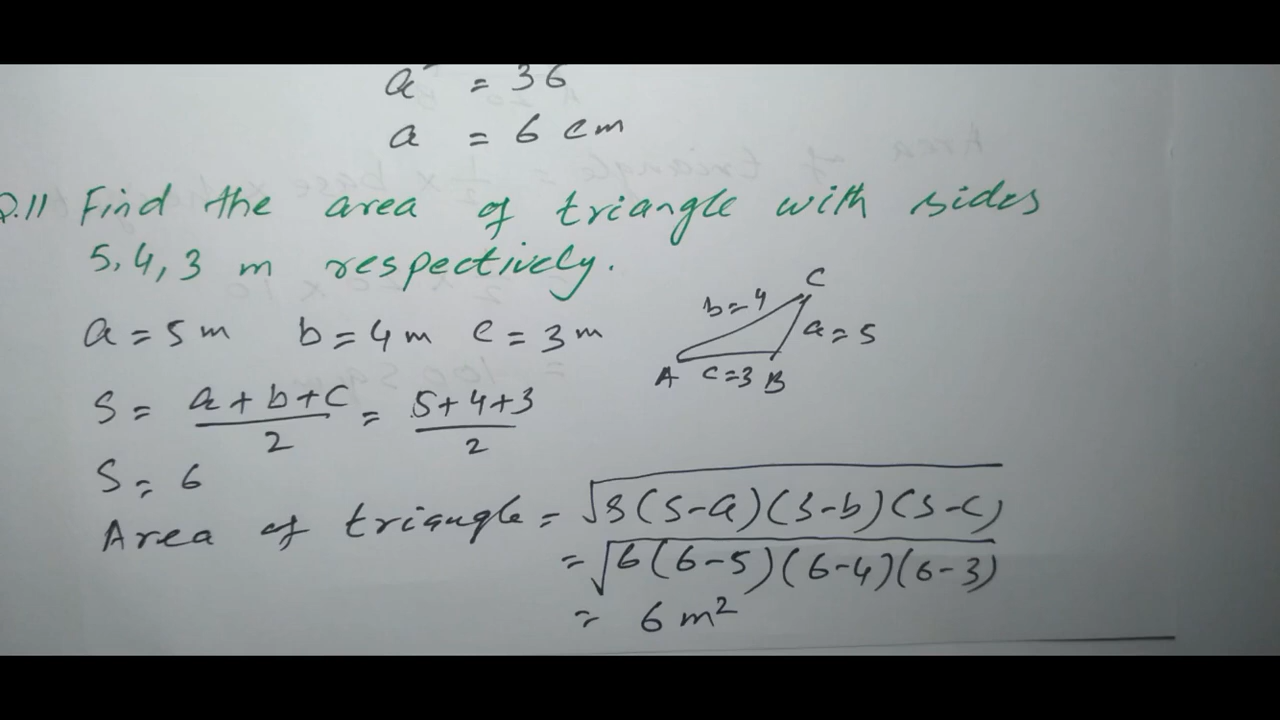 a² = 36
a = 6 cm
Q.11 Find the area of triangle with sides
5, 4, 3 m respectively.
a = 5 m b = 4 m c = 3 m
C
b = 4
a = 5
A c = 3 B
S = a + b + c / 2 = 5 + 4 + 3 / 2
S = 6
Area of triangle = √S(S-a)(S-b)(S-c)
= √6(6-5)(6-4)(6-3)
= 6 m²